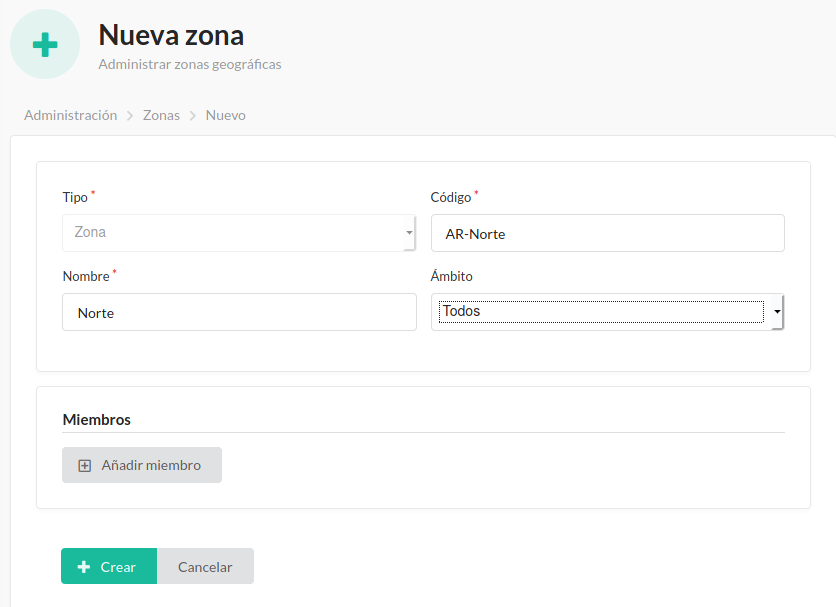 Nueva zona
Administrar zonas geográficas
Administración > Zonas > Nuevo
Tipo * Código *
Zona AR-Norte
Nombre * Ámbito
Norte Todos
Miembros
Añadir miembro
Crear Cancelar